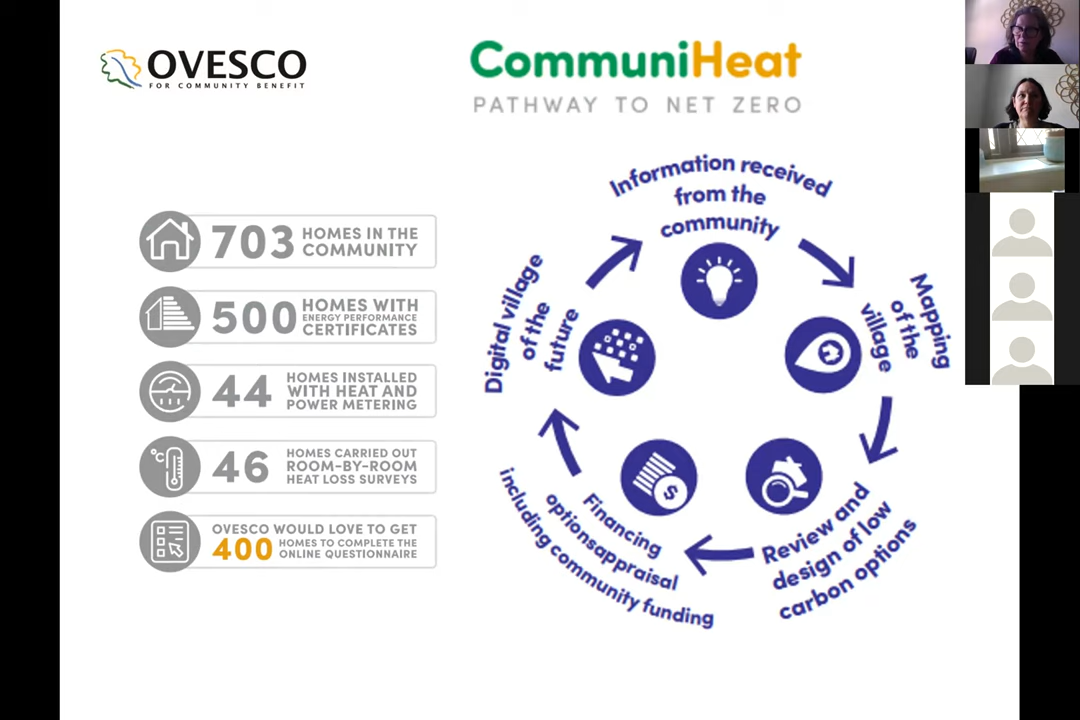 OVESCO
FOR COMMUNITY BENEFIT
CommuniHeat
PATHWAY TO NET ZERO
703 HOMES IN THE
COMMUNITY
500 HOMES WITH
ENERGY PERFORMANCE
CERTIFICATES
44 HOMES INSTALLED
WITH HEAT AND
POWER METERING
°C
46 HOMES CARRIED OUT
ROOM-BY-ROOM
HEAT LOSS SURVEYS
OVESCO WOULD LOVE TO GET
400 HOMES TO COMPLETE THE
ONLINE QUESTIONNAIRE
Information received
from the
community
Mapping
of the
village
Review and
design of low
carbon options
$
Financing
optionsappraisal
including community funding
Digital village
of the
future